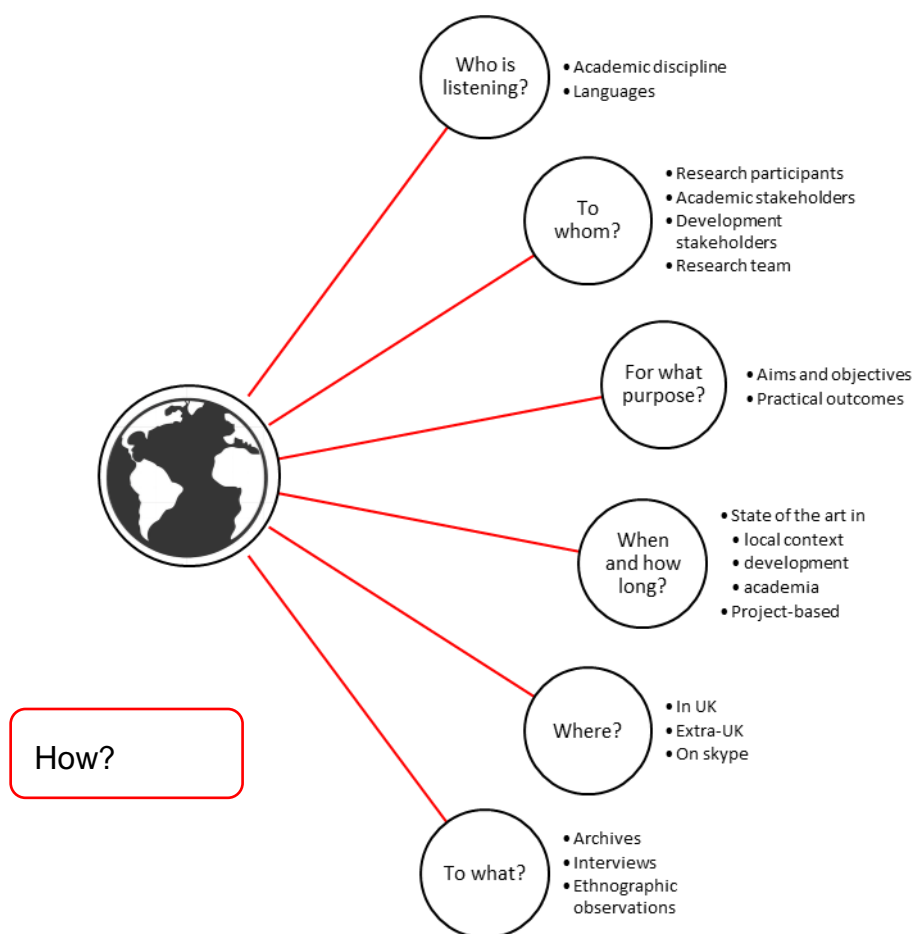 Who is
listening?
• Academic discipline
• Languages
To
whom?
• Research participants
• Academic stakeholders
• Development
stakeholders
• Research team
For what
purpose?
• Aims and objectives
• Practical outcomes
When
and how
long?
• State of the art in
• local context
• development
• academia
• Project-based
Where?
• In UK
• Extra-UK
• On skype
How?
To what?
• Archives
• Interviews
• Ethnographic
observations